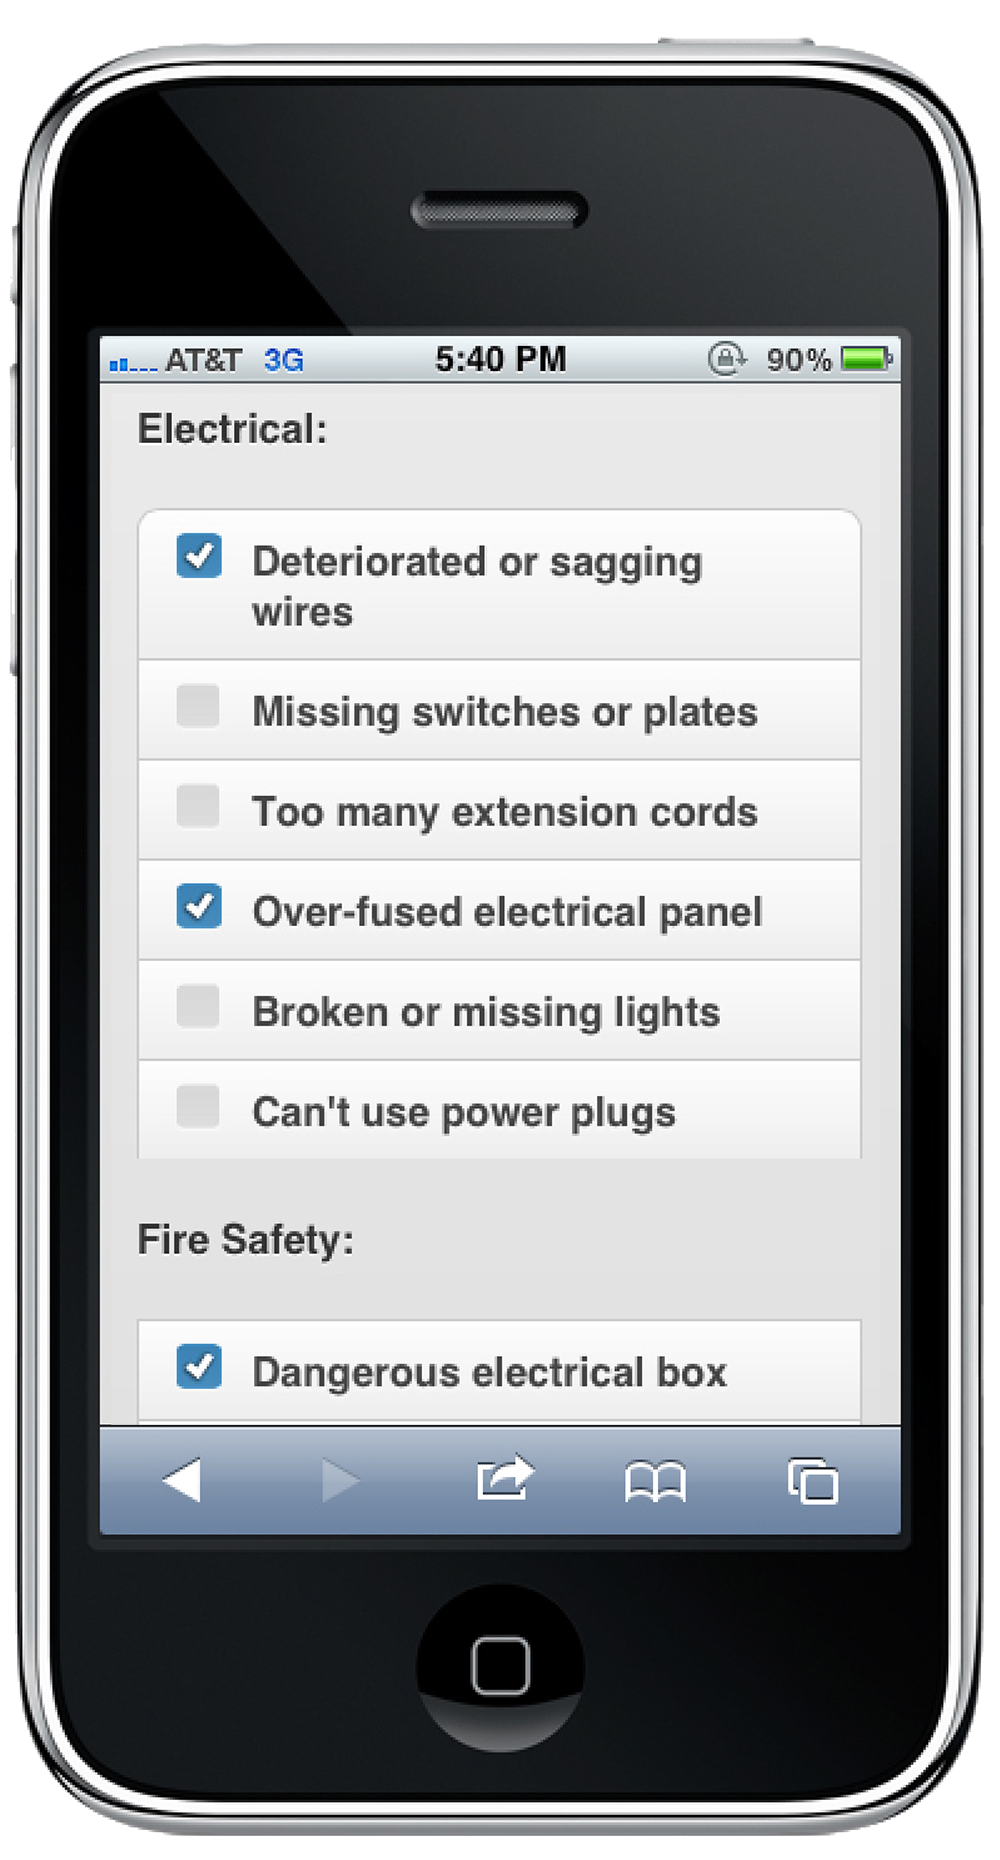 AT&T 3G 5:40 PM 90%
Electrical:
Deteriorated or sagging
wires
Missing switches or plates
Too many extension cords
Over-fused electrical panel
Broken or missing lights
Can't use power plugs
Fire Safety:
Dangerous electrical box